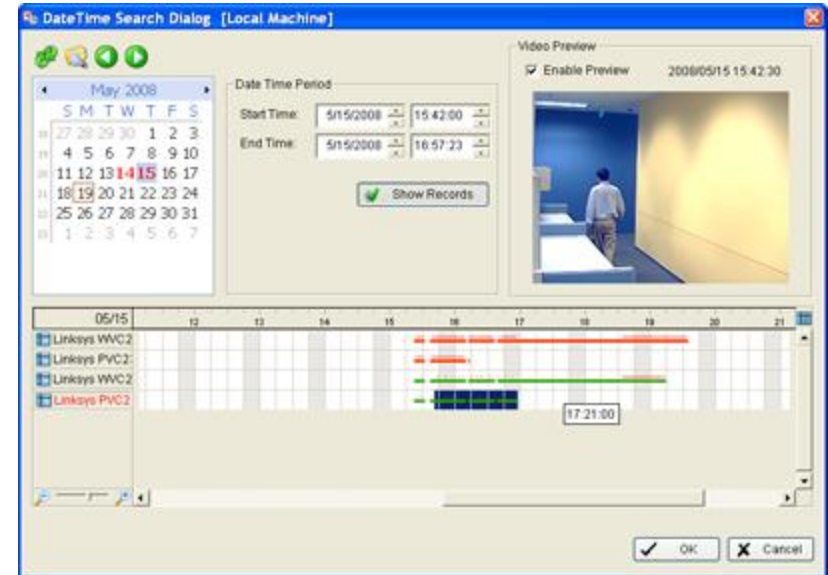 DateTime Search Dialog [Local Machine]
Video Preview
Enable Preview 2008/05/15 15:42:30
May 2008
S M T W T F S
27 28 29 30 1 2 3
4 5 6 7 8 9 10
11 12 13 14 15 16 17
18 19 20 21 22 23 24
25 26 27 28 29 30 31
1 2 3 4 5 6 7
Date Time Period
Start Time: 5/15/2008 15:42:00
End Time: 5/15/2008 16:57:23
Show Records
05/15 12 13 14 15 16 17 18 19 20 21
Linksys WVC2
Linksys PVC2
Linksys WVC2
Linksys PVC2
17:21:00
OK Cancel